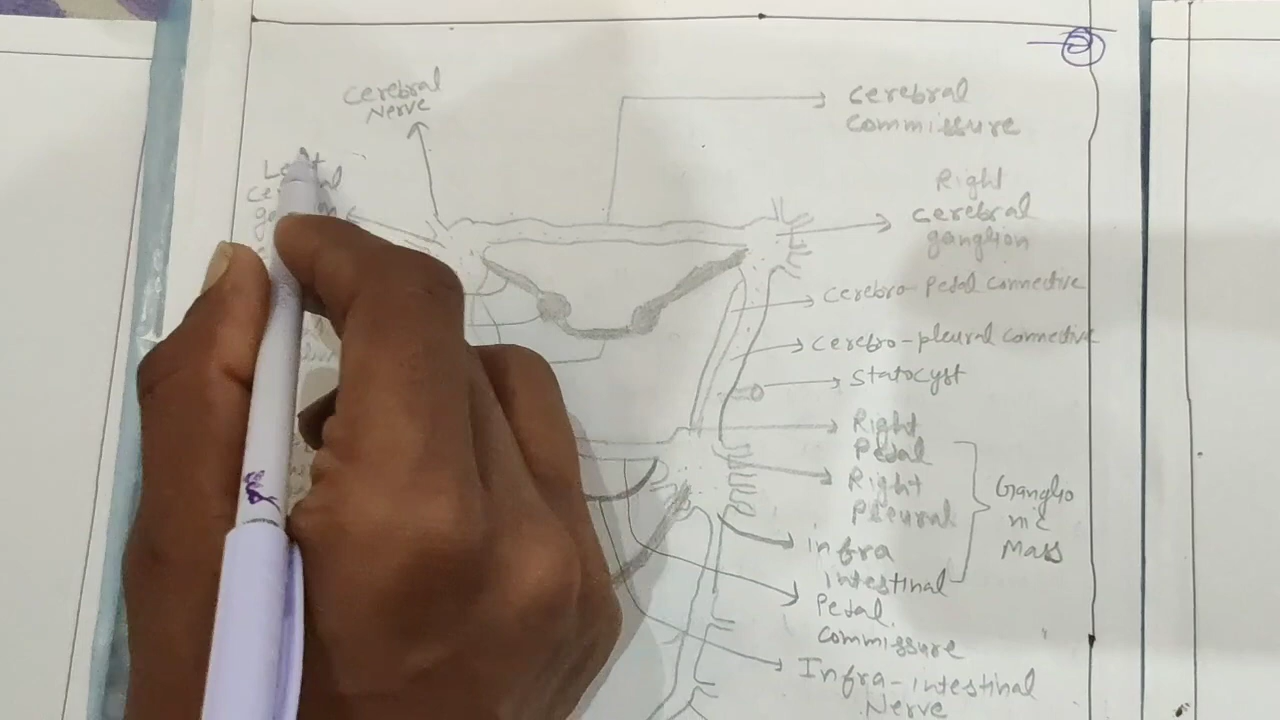 2
Cerebral
Nerve
Cerebral
Commissure
Right
Cerebral
ganglion
Cerebro-Pedal Connective
Cerebro-pleural Connective
Statocyst
Right
Pedal
Right
Pleural
Infra
Intestinal
Ganglio
nic
Mass
Pedal
Commissure
Infra-intestinal
Nerve